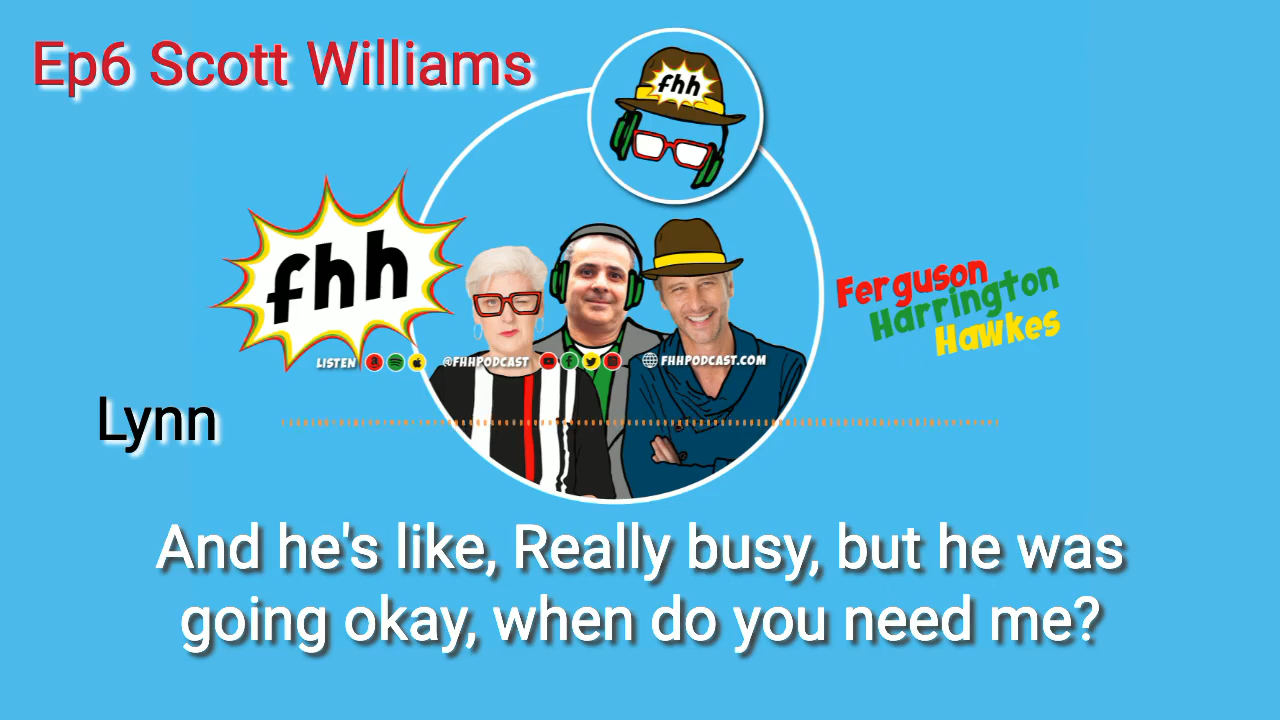 Ep6 Scott Williams
fhh
fhh
Ferguson
Harrington
Hawkes
LISTEN @FHHPODCAST FHHPODCAST.COM
Lynn
And he's like, Really busy, but he was
going okay, when do you need me?